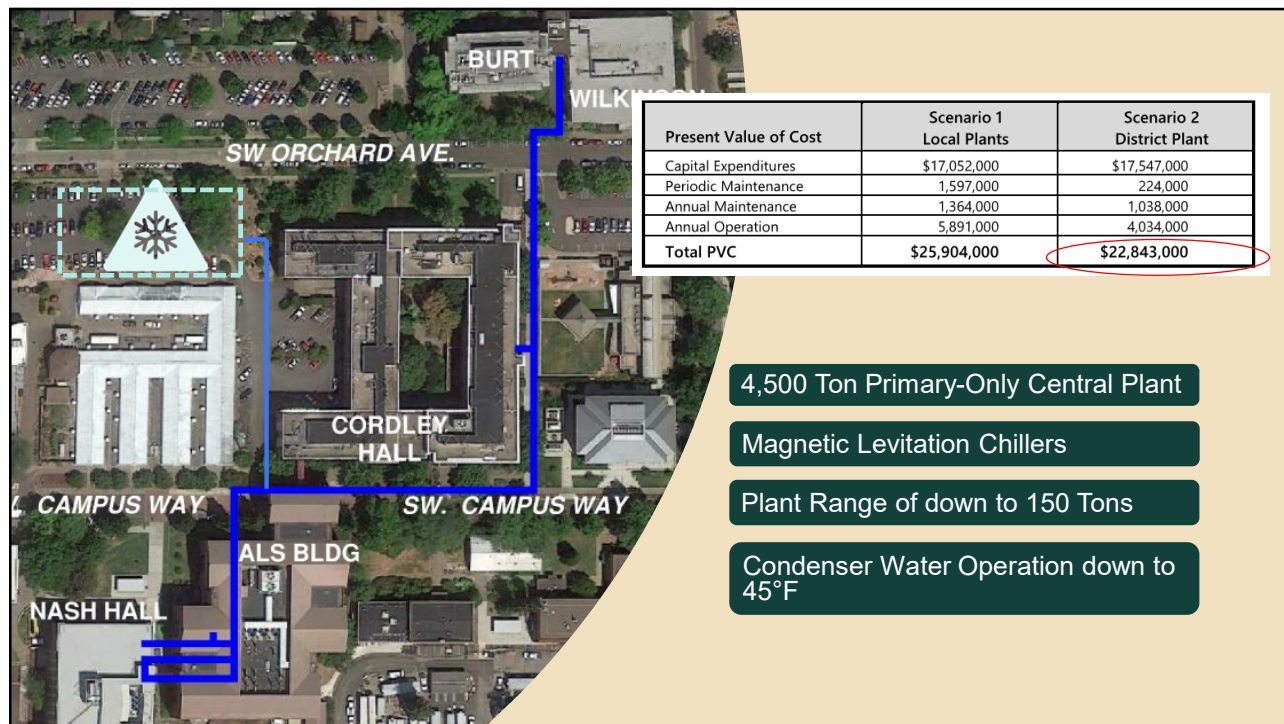 BURT
WILKINSON
SW ORCHARD AVE.
CORDLEY
HALL
CAMPUS WAY
SW. CAMPUS WAY
ALS BLDG
NASH HALL
Present Value of Cost Scenario 1 Local Plants Scenario 2 District Plant
Capital Expenditures $17,052,000 $17,547,000
Periodic Maintenance 1,597,000 224,000
Annual Maintenance 1,364,000 1,038,000
Annual Operation 5,891,000 4,034,000
Total PVC $25,904,000 $22,843,000
4,500 Ton Primary-Only Central Plant
Magnetic Levitation Chillers
Plant Range of down to 150 Tons
Condenser Water Operation down to
45°F